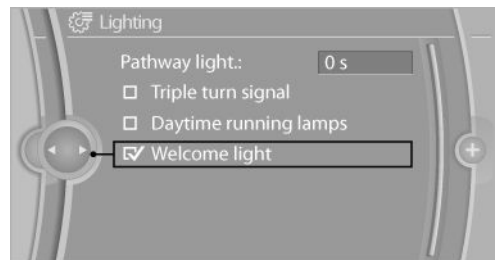 Lighting
Pathway light.: 0 s
Triple turn signal
Daytime running lamps
Welcome light